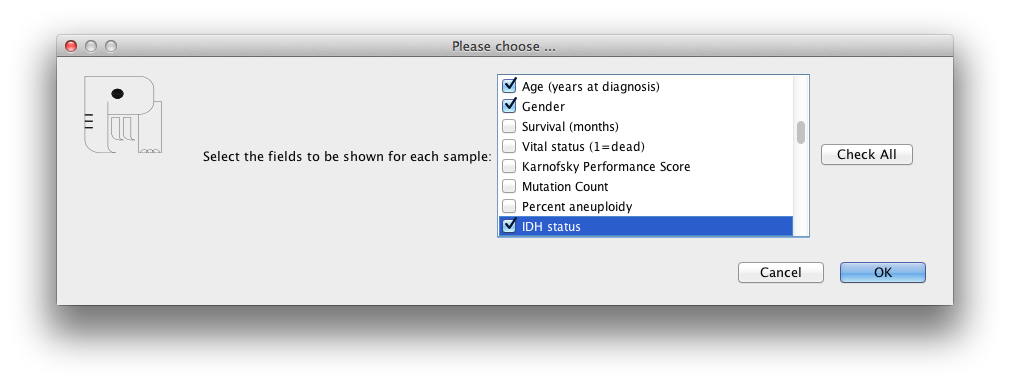 Please choose ...
Select the fields to be shown for each sample:
Age (years at diagnosis)
Gender
Survival (months)
Vital status (1=dead)
Karnofsky Performance Score
Mutation Count
Percent aneuploidy
IDH status
Check All
Cancel
OK